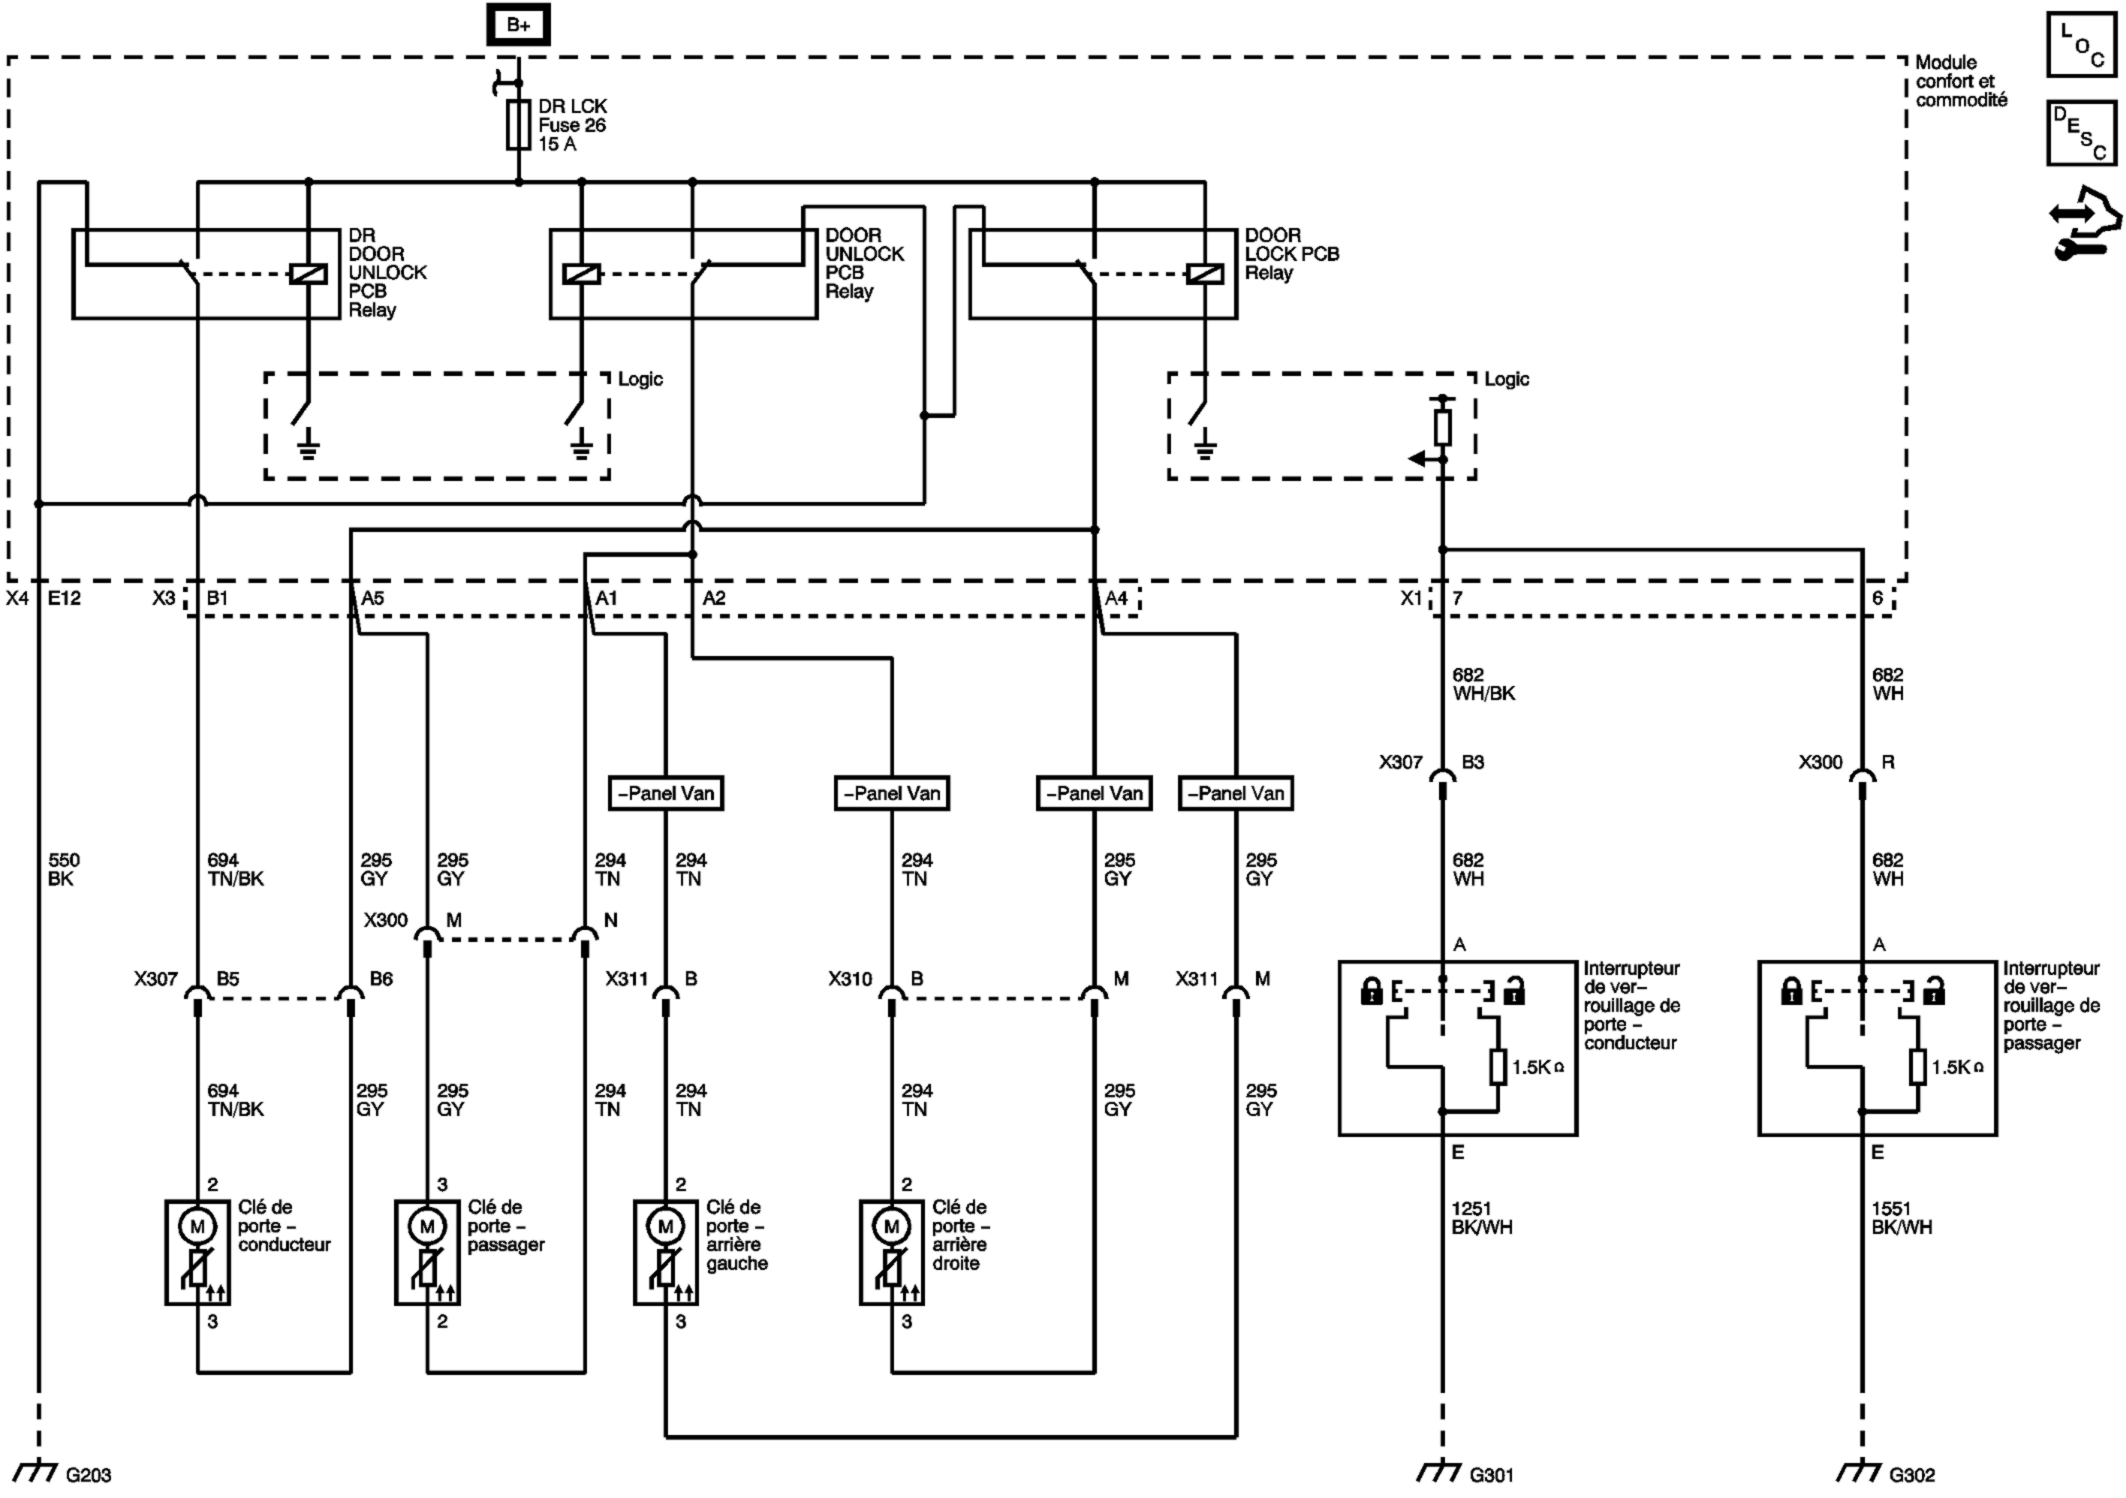 B+
L
O
C
Module
confort et
commodité
DR LCK
Fuse 26
15 A
D
E
S
C
DR
DOOR
UNLOCK
PCB
Relay
DOOR
UNLOCK
PCB
Relay
DOOR
LOCK PCB
Relay
Logic
Logic
X4 E12
X3 B1
A5
A1
A2
A4
X1 7
6
682
WH/BK
682
WH
X307 B3
X300 R
–Panel Van
–Panel Van
–Panel Van
–Panel Van
550
BK
694
TN/BK
295
GY
295
GY
294
TN
294
TN
294
TN
295
GY
295
GY
682
WH
682
WH
X300 M
N
X307 B5
B6
X311 B
X310 B
M
X311 M
A
A
Interrupteur
de ver–
rouillage de
porte –
conducteur
Interrupteur
de ver–
rouillage de
porte –
passager
1.5K Ω
1.5K Ω
694
TN/BK
295
GY
295
GY
294
TN
294
TN
294
TN
295
GY
295
GY
E
E
2
3
2
2
M
M
M
M
Clé de
porte –
conducteur
Clé de
porte –
passager
Clé de
porte –
arrière
gauche
Clé de
porte –
arrière
droite
1251
BK/WH
1551
BK/WH
3
2
3
3
G203
G301
G302